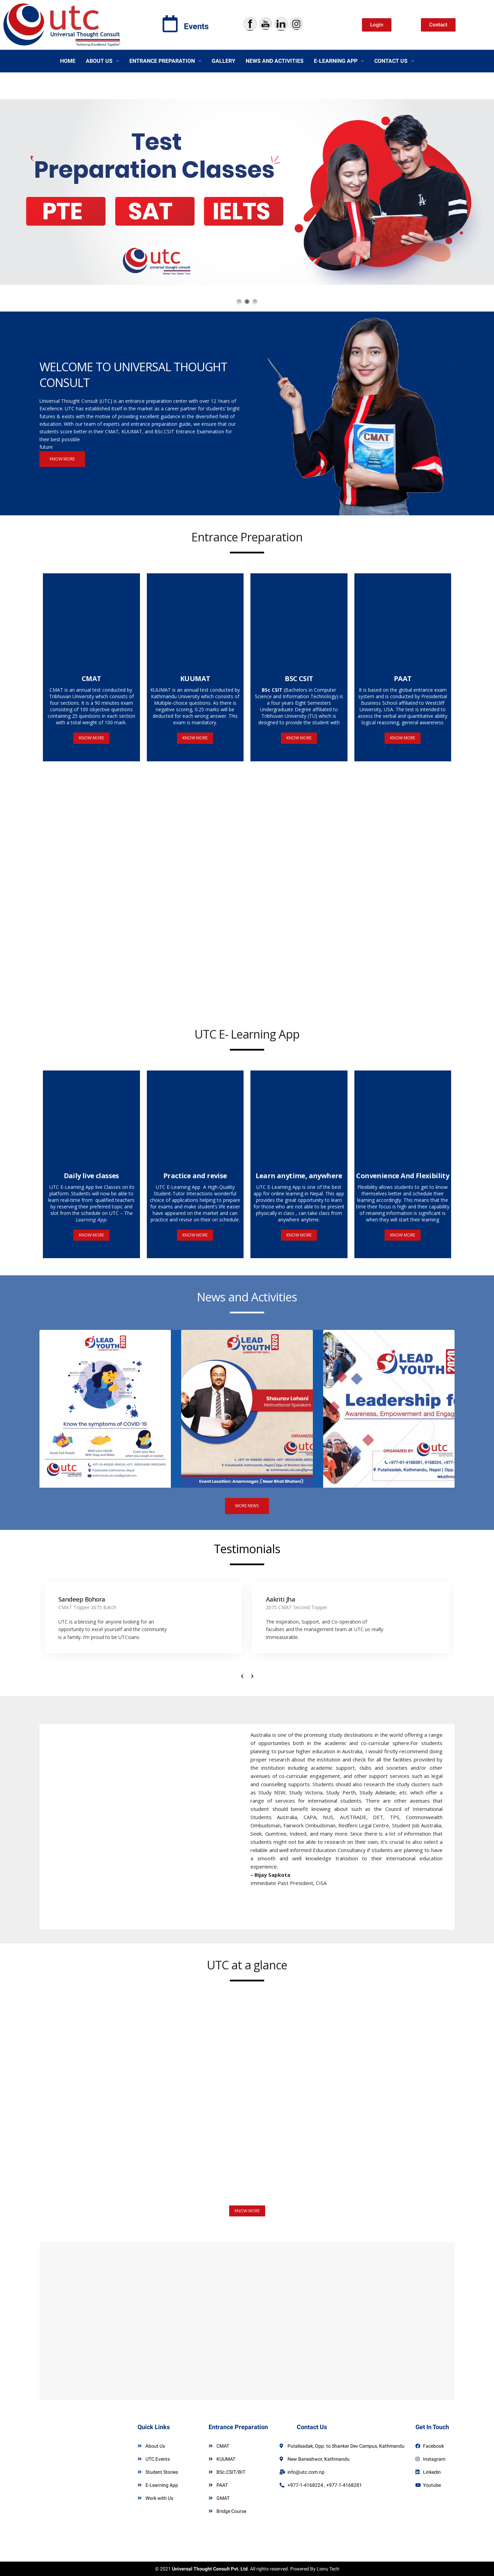 utc
Universal Thought Consult
Achieving Excellence Together
Events
Login
Contact
HOME
ABOUT US
ENTRANCE PREPARATION
GALLERY
NEWS AND ACTIVITIES
E-LEARNING APP
CONTACT US
Test
Preparation Classes
PTE
SAT
IELTS
utc
universal thought consult
WELCOME TO UNIVERSAL THOUGHT
CONSULT
Universal Thought Consult (UTC) is an entrance preparation center with over 12 Years of
Excellence. UTC has established itself in the market as a career partner for students' bright
futures & exists with the motive of providing excellent guidance in the diversified field of
education. With our team of experts and entrance preparation guide, we ensure that our
students score better in their CMAT, KUUMAT, and BSc.CSIT Entrance Examination for
their best possible
future
KNOW MORE
CMAT
Entrance Preparation
CMAT
CMAT is an annual test conducted by
Tribhuvan University which consists of
four sections. It is a 90 minutes exam
consisting of 100 objective questions
containing 25 questions in each section
with a total weight of 100 mark.
KNOW MORE
KUUMAT
KUUMAT is an annual test conducted by
Kathmandu University which consists of
Multiple-choice questions. As there is
negative scoring, 0.25 marks will be
deducted for each wrong answer. This
exam is mandatory.
KNOW MORE
BSC CSIT
BSc CSIT (Bachelors in Computer
Science and Information Technology) is
a four years Eight Semesters
Undergraduate Degree affiliated to
Tribhuvan University (TU) which is
designed to provide the student with
KNOW MORE
PAAT
It is based on the global entrance exam
system and is conducted by Presidential
Business School affiliated to Westcliff
University, USA. The test is intended to
assess the verbal and quantitative ability
logical reasoning, general awareness
KNOW MORE
UTC E- Learning App
Daily live classes
UTC E-Learning App live Classes on its
platform. Students will now be able to
learn real-time from qualified teachers
by reserving their preferred topic and
slot from the schedule on UTC – The
Learning App.
KNOW MORE
Practice and revise
UTC E-Learning App A High-Quality
Student-Tutor Interactions wonderful
choice of applications helping to prepare
for exams and make student's life easier
have appeared on the market and can
practice and revise on their on schedule.
KNOW MORE
Learn anytime, anywhere
UTC E-Learning App is one of the best
app for online learning in Nepal. This app
provides the great opportunity to learn
for those who are not able to be present
physically in class , can take class from
anywhere anytime.
KNOW MORE
Convenience And Flexibility
Flexibility allows students to get to know
themselves better and schedule their
learning accordingly. This means that the
time their focus is high and their capability
of retaining information is significant is
when they will start their learning
KNOW MORE
News and Activities
LEAD
YOUTH
2020
Know the symptoms of COVID-19
utc
LEAD
YOUTH
2020
Shaurav Lohani
Motivational Speakers
ORGANIZED
utc
Event Location: Anamnagar, ( Near Bhat Bhateni)
LEAD
YOUTH
2020
Leadership fo
Awareness, Empowerment and Engag
ORGANIZED BY
utc
MORE NEWS
Testimonials
Sandeep Bohora
CMAT Topper 2075 Batch
UTC is a blessing for anyone looking for an
opportunity to excel yourself and the community
is a family. I'm proud to be UTCians.
Aakriti Jha
2075 CMAT Second Topper
The inspiration, Support, and Co-operation of
faculties and the management team at UTC us really
Immeasurable.
Australia is one of the promising study destinations in the world offering a range
of opportunities both in the academic and co-curricular sphere.For students
planning to pursue higher education in Australia, I would firstly recommend doing
proper research about the institution and check for all the facilities provided by
the institution including academic support, clubs and societies and/or other
avenues of co-curricular engagement, and other support services such as legal
and counselling supports. Students should also research the study clusters such
as Study NSW, Study Victoria, Study Perth, Study Adelaide, etc. which offer a
range of services for international students. There are other avenues that
student should benefit knowing about such as the Council of International
Students Australia, CAPA, NUS, AUSTRADE, DET, TPS, Commonwealth
Ombudsman, Fairwork Ombudsman, Redfern Legal Centre, Student Job Australia,
Seek, Gumtree, Indeed, and many more. Since there is a lot of information that
students might not be able to research on their own, it's crucial to also select a
reliable and well informed Education Consultancy if students are planning to have
a smooth and well knowledge transition to their international education
experience.
– Bijay Sapkota
Immediate Past President, CISA
UTC at a glance
KNOW MORE
Quick Links
About Us
UTC Events
Student Stories
E-Learning App
Work with Us
Entrance Preparation
CMAT
KUUMAT
BSc.CSIT/BIT
PAAT
GMAT
Bridge Course
Contact Us
Putalisadak, Opp. to Shanker Dev Campus, Kathmandu
New Baneshwor, Kathmandu
info@utc.com.np
+977-1-4168224 , +977-1-4168281
Get In Touch
Facebook
Instagram
Linkedin
Youtube
© 2021 Universal Thought Consult Pvt. Ltd. All rights reserved. Powered By Lisnu Tech